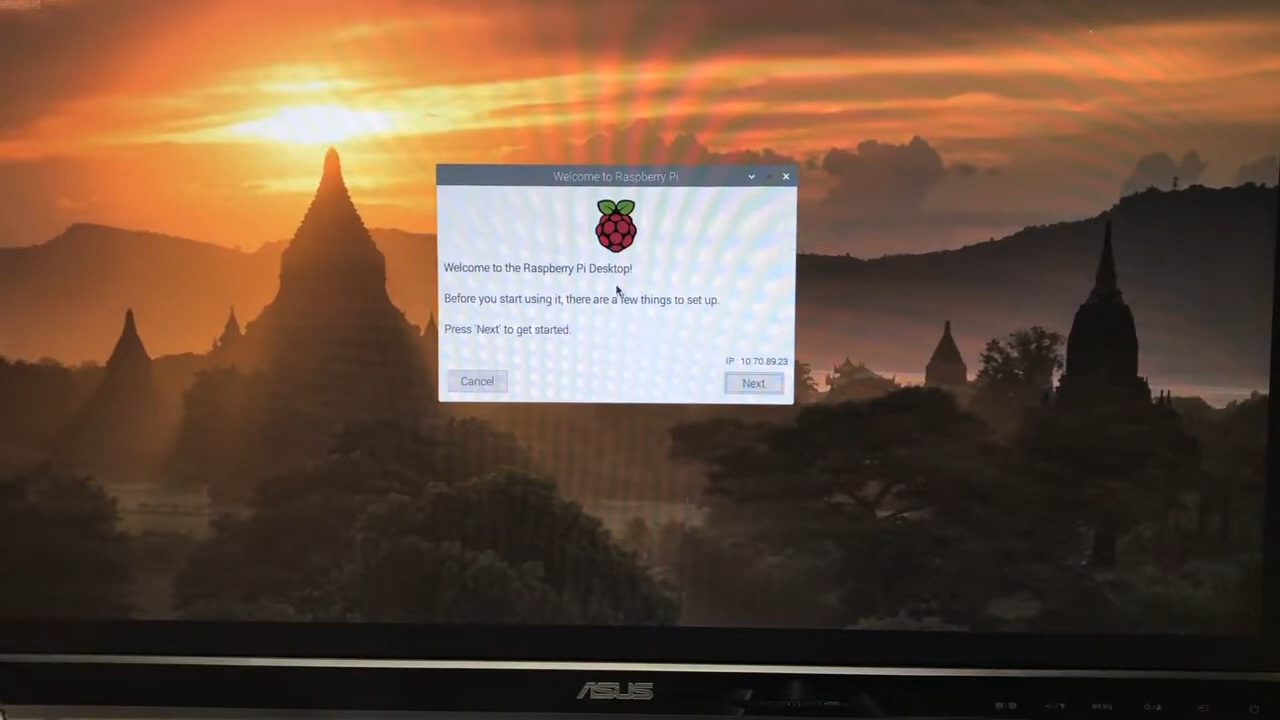 Welcome to Raspberry Pi
Welcome to the Raspberry Pi Desktop!
Before you start using it, there are a few things to set up.
Press 'Next' to get started.
IP : 10.70.89.23
Cancel
Next
ASUS
MENU